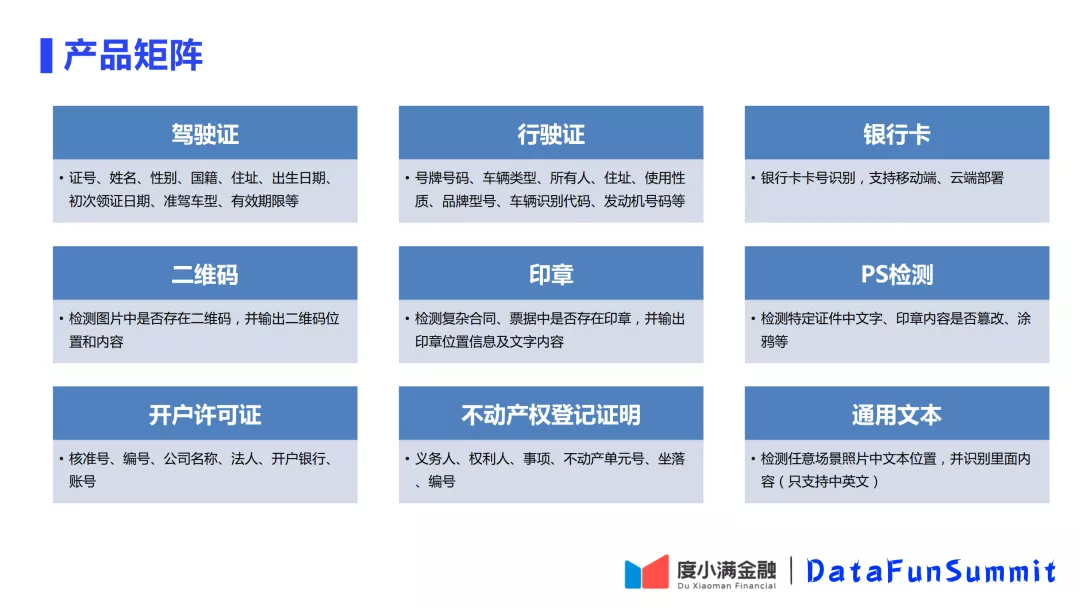 产品矩阵
驾驶证
• 证号、姓名、性别、国籍、住址、出生日期、
初次领证日期、准驾车型、有效期限等
行驶证
• 号牌号码、车辆类型、所有人、住址、使用性
质、品牌型号、车辆识别代码、发动机号码等
银行卡
• 银行卡卡号识别，支持移动端、云端部署
二维码
• 检测图片中是否存在二维码，并输出二维码位
置和内容
印章
• 检测复杂合同、票据中是否存在印章，并输出
印章位置信息及文字内容
PS检测
• 检测特定证件中文字、印章内容是否篡改、涂
鸦等
开户许可证
• 核准号、编号、公司名称、法人、开户银行、
账号
不动产权登记证明
• 义务人、权利人、事项、不动产单元号、坐落
、编号
通用文本
• 检测任意场景照片中文本位置，并识别里面内
容（只支持中英文）
度小满金融
Du Xiaoman Financial
DataFunSummit